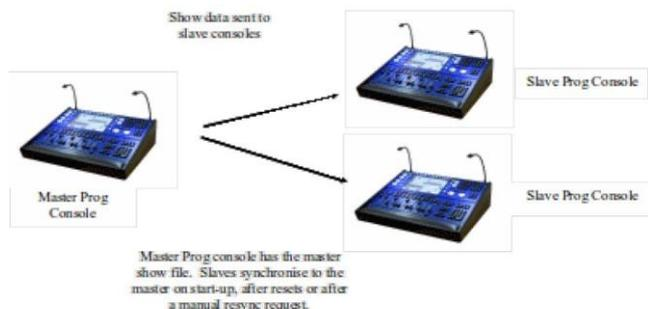 Show data sent to
slave consoles
Slave Prog Console
Master Prog
Console
Slave Prog Console
Master Prog console has the master
show file. Slaves synchronise to the
master on start-up, after resets or after
a manual resync request.